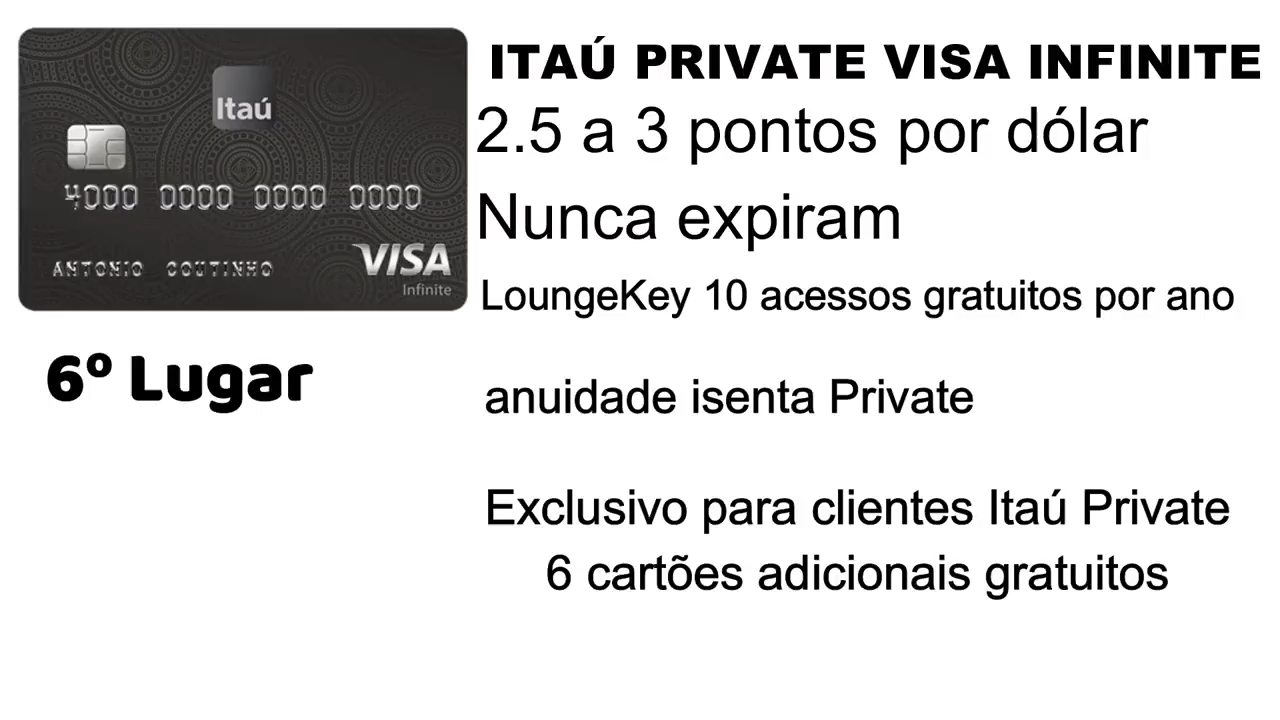 Itaú
4000 0000 0000 0000
ANTONIO COUTINHO
VISA
Infinite
6º Lugar
ITAÚ PRIVATE VISA INFINITE
2.5 a 3 pontos por dólar
Nunca expiram
LoungeKey 10 acessos gratuitos por ano
anuidade isenta Private
Exclusivo para clientes Itaú Private
6 cartões adicionais gratuitos